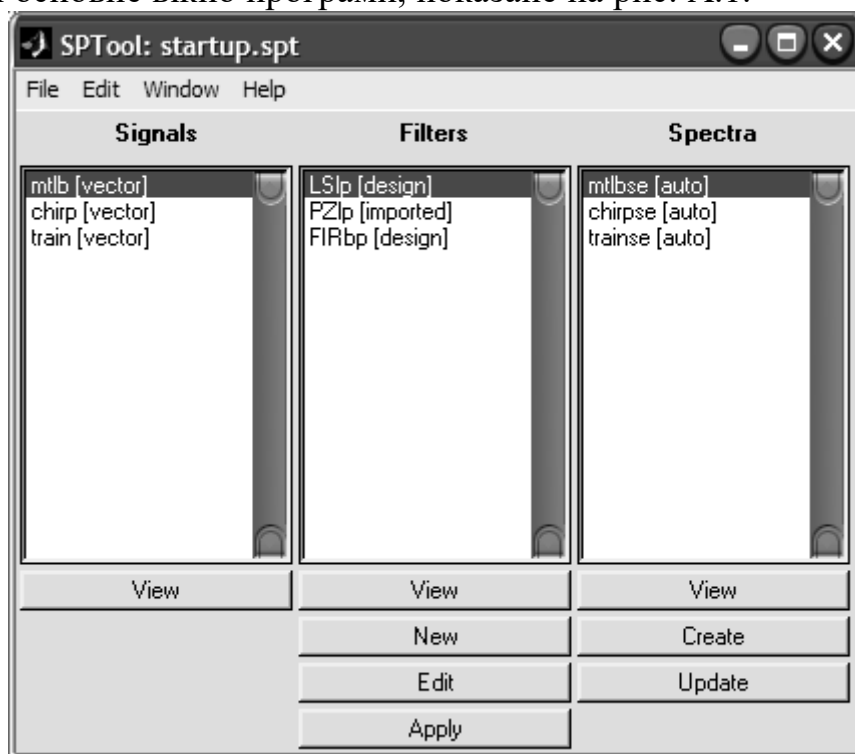 основне вікно програми, показане на рис. А.1.
SPTool: startup.spt
File Edit Window Help
Signals Filters Spectra
mtlb [vector] LSlp [design] mtlbse [auto]
chirp [vector] PZlp [imported] chirpse [auto]
train [vector] FIRbp [design] trainse [auto]
View View View
New Create
Edit Update
Apply